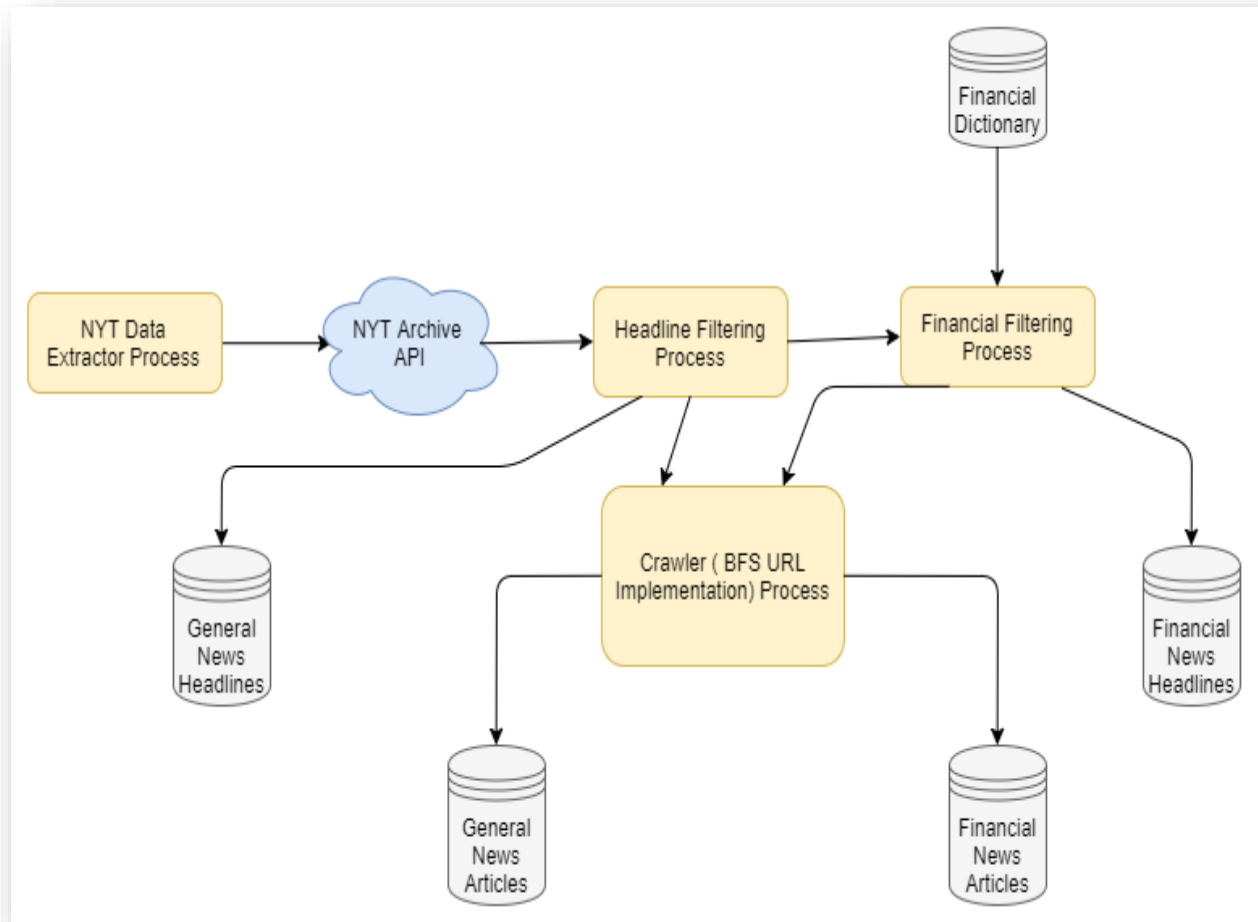 Financial
Dictionary
NYT Data
Extractor Process
NYT Archive
API
Headline Filtering
Process
Financial Filtering
Process
Crawler ( BFS URL
Implementation) Process
General
News
Headlines
Financial
News
Headlines
General
News
Articles
Financial
News
Articles